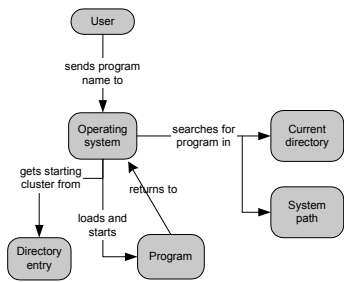 User
sends program
name to
Operating
system
searches for
program in
Current
directory
gets starting
cluster from
returns to
System
path
loads and
starts
Directory
entry
Program